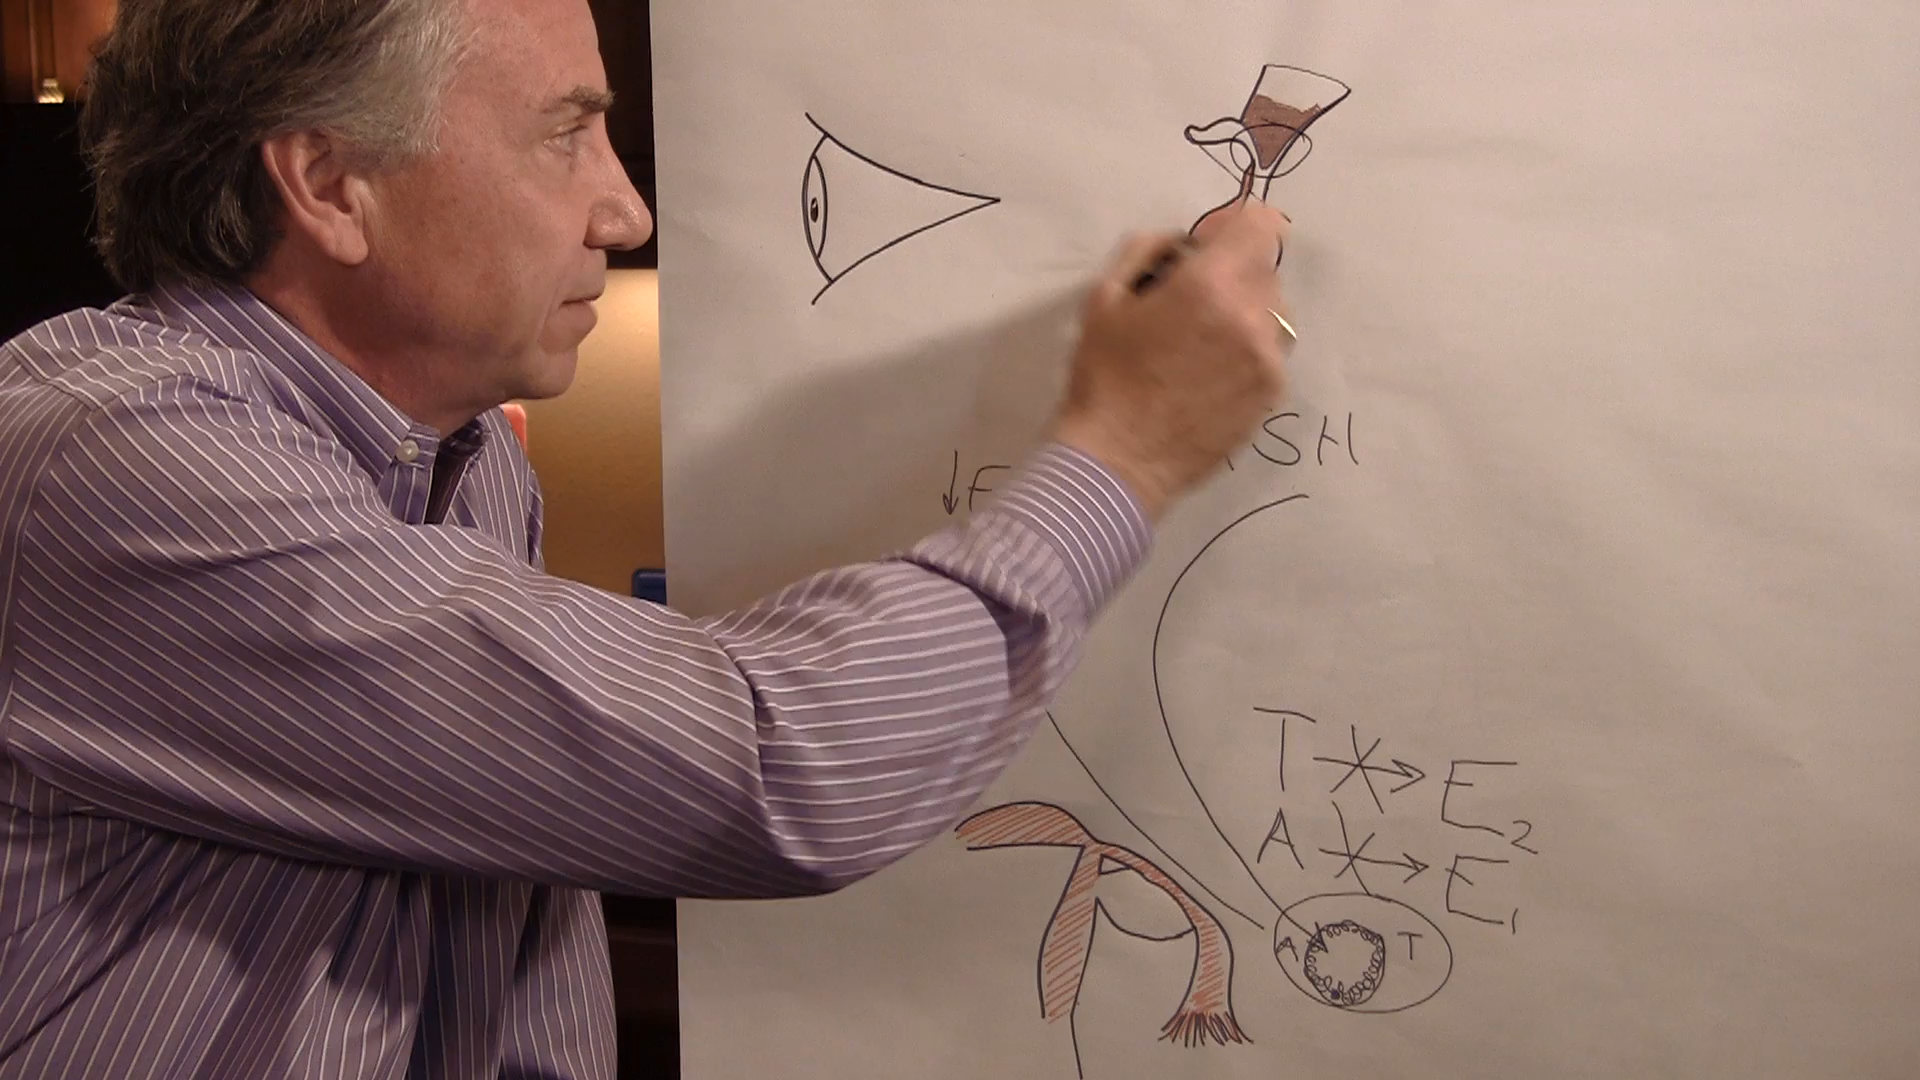 SH
↓F
T → E2
A → E1
A T